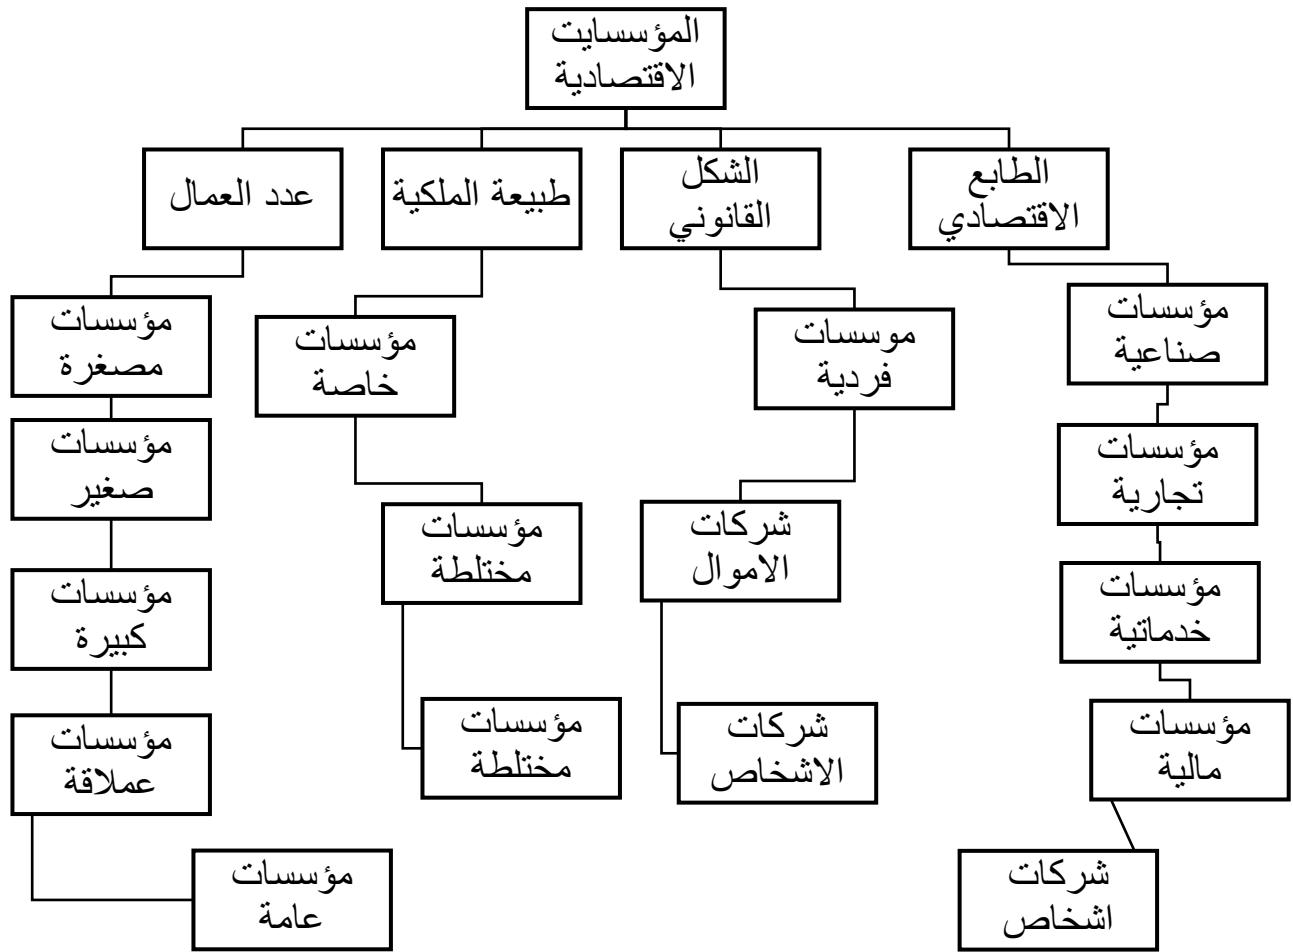 المؤسسايت
الاقتصادية
الطابع
الاقتصادي
الشكل
القانوني
طبيعة الملكية
عدد العمال
مؤسسات
صناعية
موسسات
فردية
مؤسسات
خاصة
مؤسسات
مصغرة
مؤسسات
تجارية
مؤسسات
صغير
شركات
الاموال
مؤسسات
مختلطة
مؤسسات
خدماتية
مؤسسات
كبيرة
مؤسسات
مالية
شركات
الاشخاص
مؤسسات
مختلطة
مؤسسات
عملاقة
شركات
اشخاص
مؤسسات
عامة